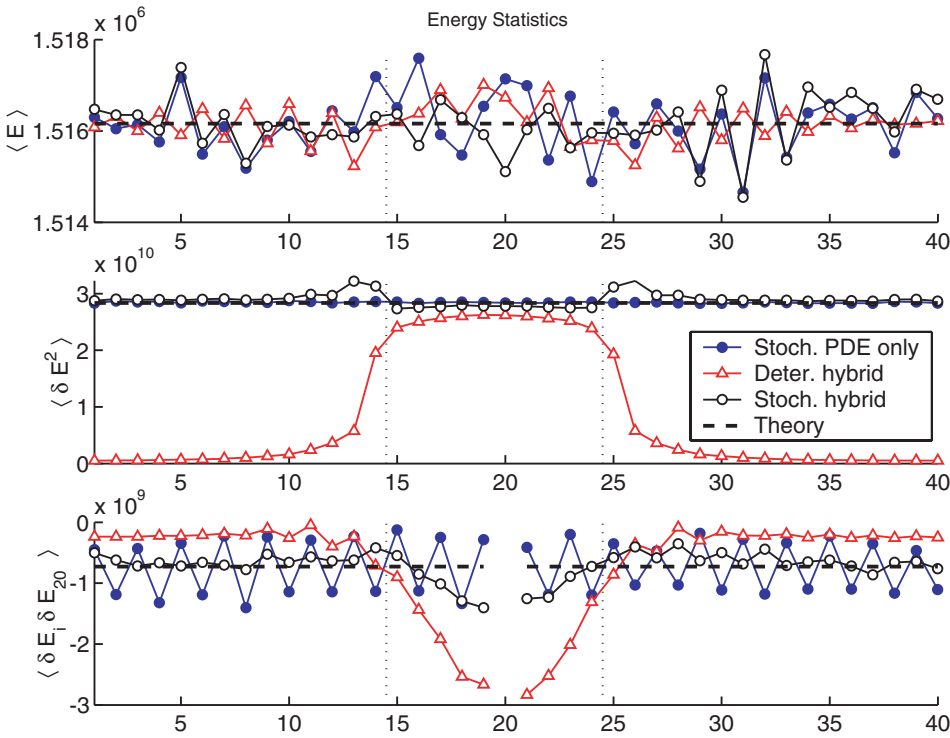 Energy Statistics
x 10^6
1.518
1.516
1.514
⟨ E ⟩
5 10 15 20 25 30 35 40
x 10^10
3
2
1
0
⟨ δ E^2 ⟩
Stoch. PDE only
Deter. hybrid
Stoch. hybrid
Theory
5 10 15 20 25 30 35 40
x 10^9
0
-1
-2
-3
⟨ δ E_i δ E_20 ⟩
5 10 15 20 25 30 35 40